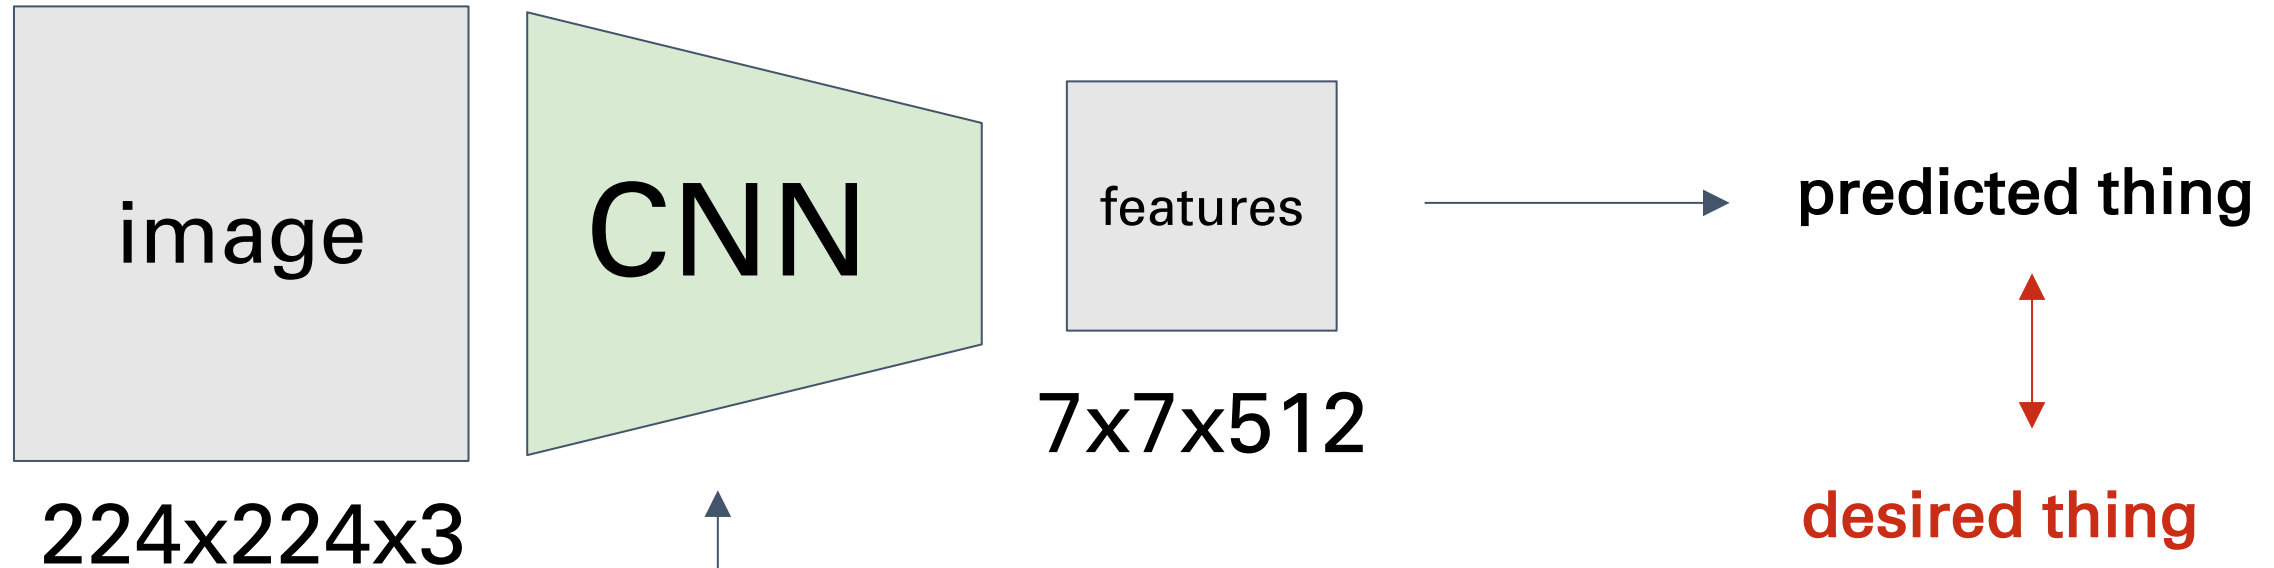 image
224x224x3
CNN
features
7x7x512
predicted thing
desired thing